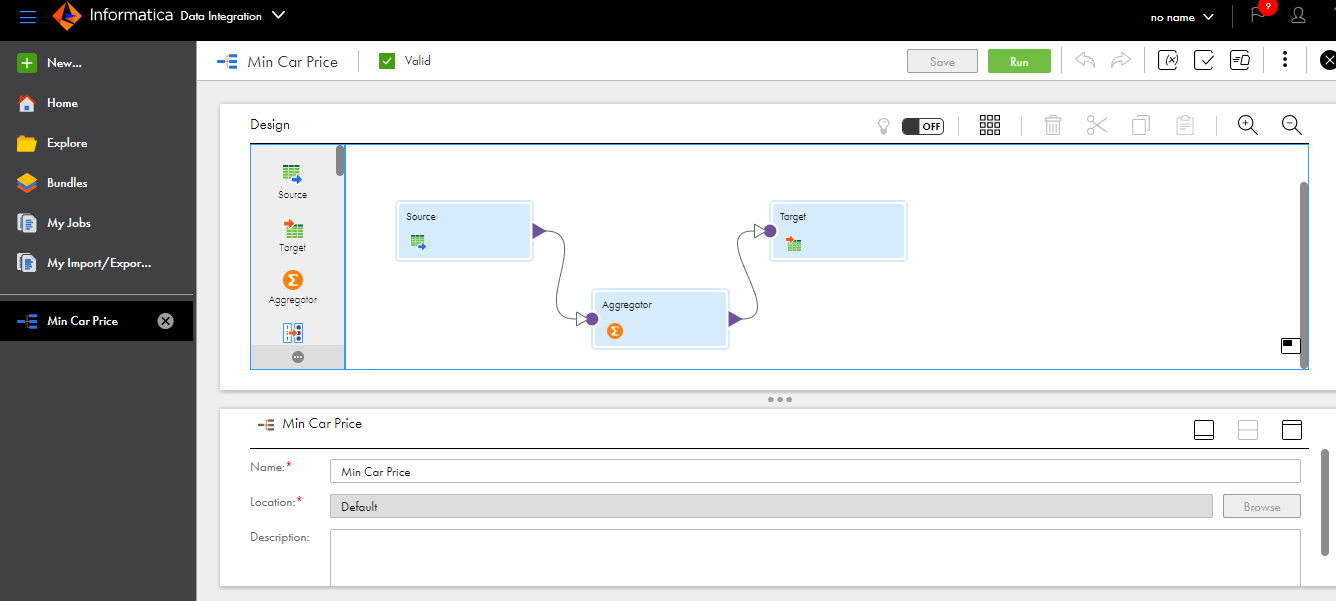 Informatica Data Integration
no name
9
New...
Home
Explore
Bundles
My Jobs
My Import/Expor...
Min Car Price
Min Car Price
Valid
Save
Run
Design
OFF
Source
Target
Aggregator
Source
Target
Aggregator
Min Car Price
Name:*
Min Car Price
Location:*
Default
Browse
Description: